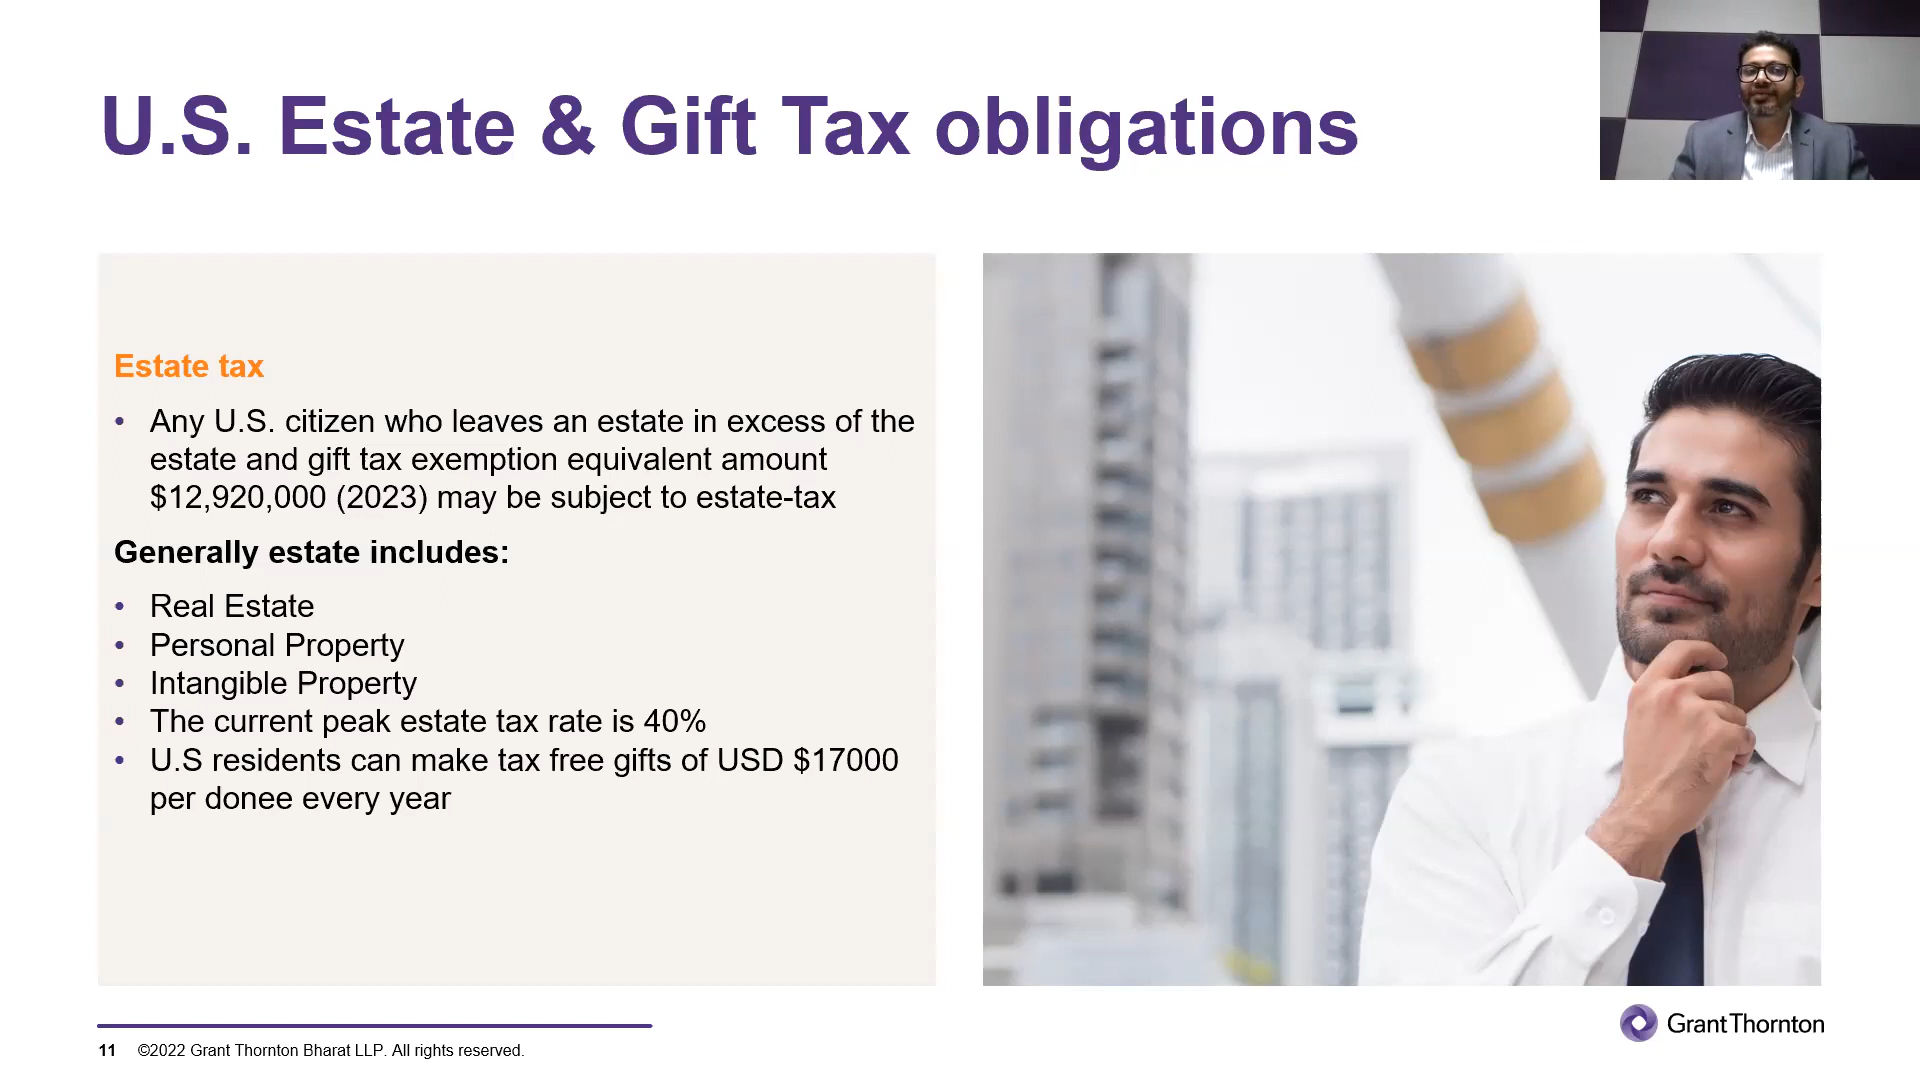 U.S. Estate & Gift Tax obligations
Estate tax
• Any U.S. citizen who leaves an estate in excess of the
estate and gift tax exemption equivalent amount
$12,920,000 (2023) may be subject to estate-tax
Generally estate includes:
• Real Estate
• Personal Property
• Intangible Property
• The current peak estate tax rate is 40%
• U.S residents can make tax free gifts of USD $17000
per donee every year
Grant Thornton
11 ©2022 Grant Thornton Bharat LLP. All rights reserved.